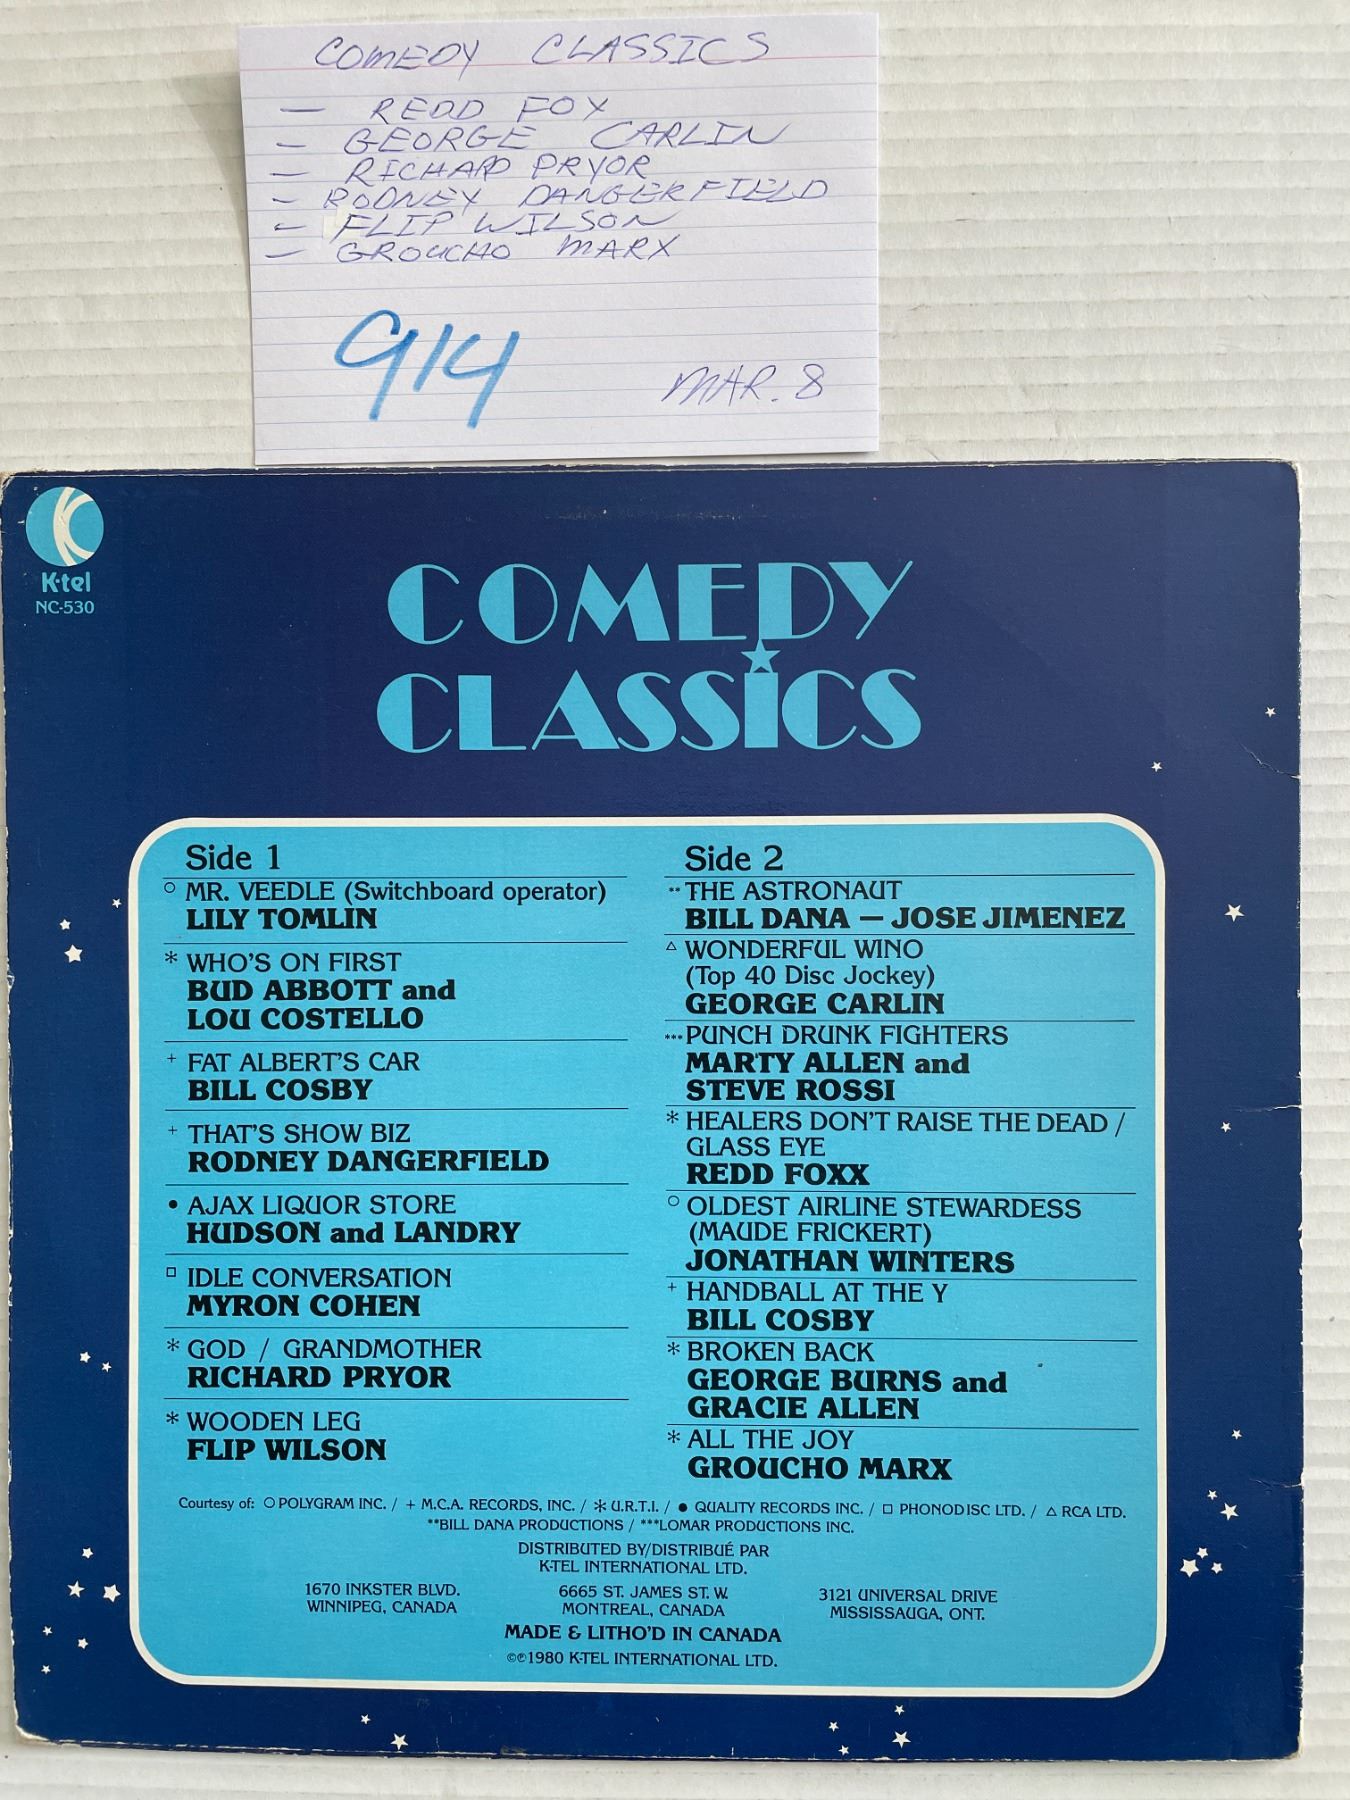 COMEDY CLASSICS
— REDD FOX
— GEORGE CARLIN
— RICHARD PRYOR
— RODNEY DANGERFIELD
— FLIP WILSON
— GROUCHO MARX
914
MAR. 8
K-tel
NC-530
COMEDY
CLASSICS
Side 1
○ MR. VEEDLE (Switchboard operator)
LILY TOMLIN
* WHO'S ON FIRST
BUD ABBOTT and
LOU COSTELLO
+ FAT ALBERT'S CAR
BILL COSBY
+ THAT'S SHOW BIZ
RODNEY DANGERFIELD
● AJAX LIQUOR STORE
HUDSON and LANDRY
□ IDLE CONVERSATION
MYRON COHEN
* GOD / GRANDMOTHER
RICHARD PRYOR
* WOODEN LEG
FLIP WILSON
Side 2
** THE ASTRONAUT
BILL DANA — JOSE JIMENEZ
△ WONDERFUL WINO
(Top 40 Disc Jockey)
GEORGE CARLIN
*** PUNCH DRUNK FIGHTERS
MARTY ALLEN and
STEVE ROSSI
* HEALERS DON'T RAISE THE DEAD /
GLASS EYE
REDD FOXX
○ OLDEST AIRLINE STEWARDESS
(MAUDE FRICKERT)
JONATHAN WINTERS
+ HANDBALL AT THE Y
BILL COSBY
* BROKEN BACK
GEORGE BURNS and
GRACIE ALLEN
* ALL THE JOY
GROUCHO MARX
Courtesy of: ○ POLYGRAM INC. / + M.C.A. RECORDS, INC. / * U.R.T.I. / ● QUALITY RECORDS INC. / □ PHONODISC LTD. / △ RCA LTD.
**BILL DANA PRODUCTIONS / ***LOMAR PRODUCTIONS INC.
DISTRIBUTED BY/DISTRIBUÉ PAR
K-TEL INTERNATIONAL LTD.
1670 INKSTER BLVD.
WINNIPEG, CANADA
6665 ST. JAMES ST. W.
MONTREAL, CANADA
3121 UNIVERSAL DRIVE
MISSISSAUGA, ONT.
MADE & LITHO'D IN CANADA
©℗1980 K-TEL INTERNATIONAL LTD.